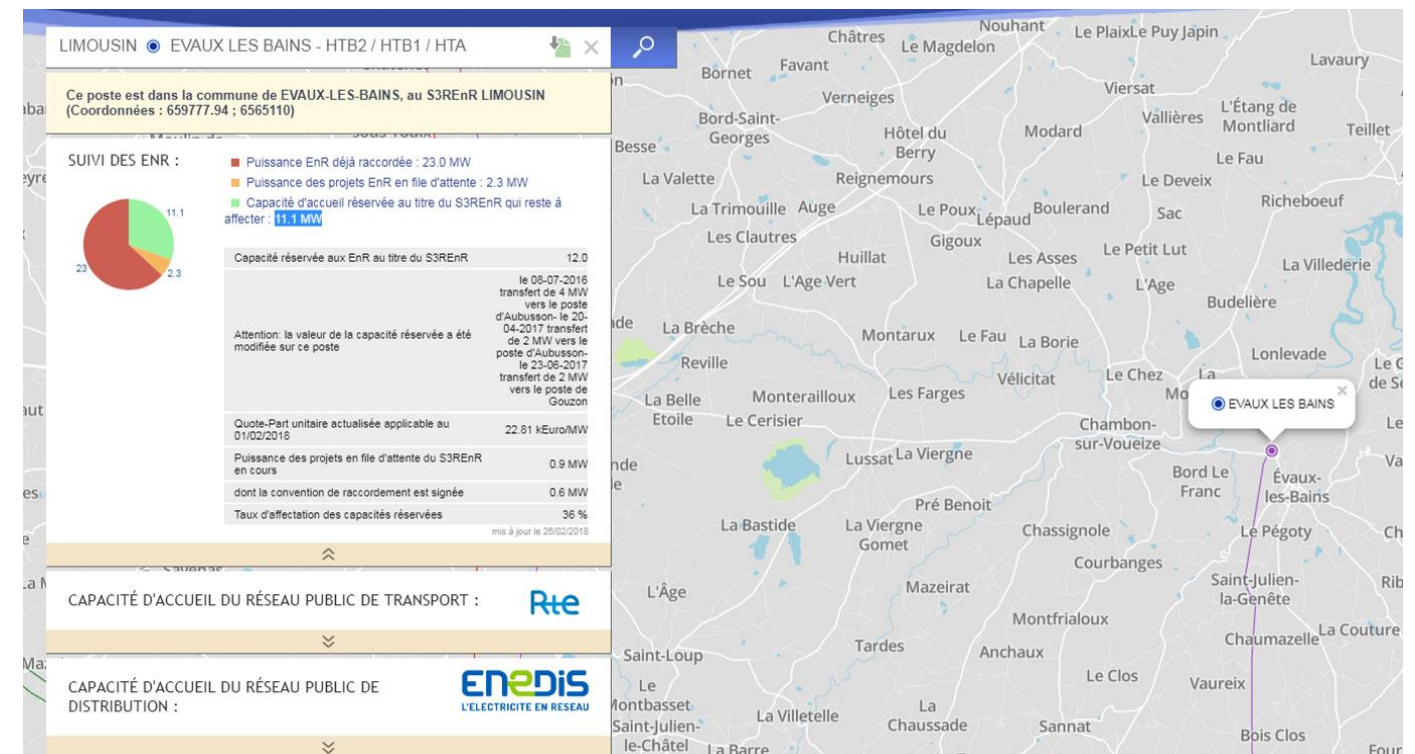 LIMOUSIN EVAUX LES BAINS - HTB2 / HTB1 / HTA
Ce poste est dans la commune de EVAUX-LES-BAINS, au S3REnR LIMOUSIN
(Coordonnées : 659777.94 ; 6565110)
SUIVI DES ENR :
Puissance EnR déjà raccordée : 23.0 MW
Puissance des projets EnR en file d'attente : 2.3 MW
Capacité d'accueil réservée au titre du S3REnR qui reste à
affecter : 11.1 MW
11.1
23
2.3
Capacité réservée aux EnR au titre du S3REnR 12.0
Attention: la valeur de la capacité réservée a été
modifiée sur ce poste
le 08-07-2016
transfert de 4 MW
vers le poste
d'Aubusson- le 20-
04-2017 transfert
de 2 MW vers le
poste d'Aubusson-
le 23-06-2017
transfert de 2 MW
vers le poste de
Gouzon
Quote-Part unitaire actualisée applicable au
01/02/2018
22.81 kEuro/MW
Puissance des projets en file d'attente du S3REnR
en cours
0.9 MW
dont la convention de raccordement est signée 0.6 MW
Taux d'affectation des capacités réservées 36 %
mis à jour le 26/02/2018
CAPACITÉ D'ACCUEIL DU RÉSEAU PUBLIC DE TRANSPORT :
Rte
CAPACITÉ D'ACCUEIL DU RÉSEAU PUBLIC DE
DISTRIBUTION :
ENEDIS
L'ELECTRICITE EN RESEAU
Nouhant
Le Plaix
Le Puy Japin
Châtres
Le Magdelon
Lavaury
Favant
Bornet
Verneiges
Viersat
L'Étang de
Montliard
Vallières
Teillet
Bord-Saint-
Georges
Hôtel du
Berry
Modard
Besse
Le Fau
La Valette
Reignemours
Le Deveix
Richeboeuf
La Trimouille
Auge
Le Poux
Lépaud
Boulerand
Sac
Les Clautres
Gigoux
Huillat
Les Asses
Le Petit Lut
La Villederie
Le Sou
L'Age-Vert
La Chapelle
L'Age
Budelière
La Brèche
Montarux
Le Fau
La Borie
Lonlevade
Reville
Vélicitat
Le Chez
La
Mo
La Belle
Etoile
Monterailloux
Les Farges
Le Cerisier
EVAUX LES BAINS
Chambon-
sur-Voueize
Lussat
La Viergne
Bord Le
Franc
Évaux-
les-Bains
Pré Benoit
La Bastide
La Viergne
Gomet
Chassignole
Le Pégoty
Courbanges
L'Âge
Mazeirat
Saint-Julien-
la-Genête
Montfrialoux
Chaumazelle
La Couture
Saint-Loup
Tardes
Anchaux
Le
Montbasset
Le Clos
Vaureix
Saint-Julien-
le-Châtel
La Villetelle
La
Chaussade
Sannat
Bois Clos
La Barre